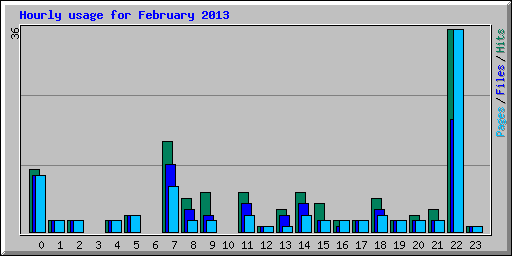 Hourly usage for February 2013
36
Pages/Files/Hits
0 1 2 3 4 5 6 7 8 9 10 11 12 13 14 15 16 17 18 19 20 21 22 23